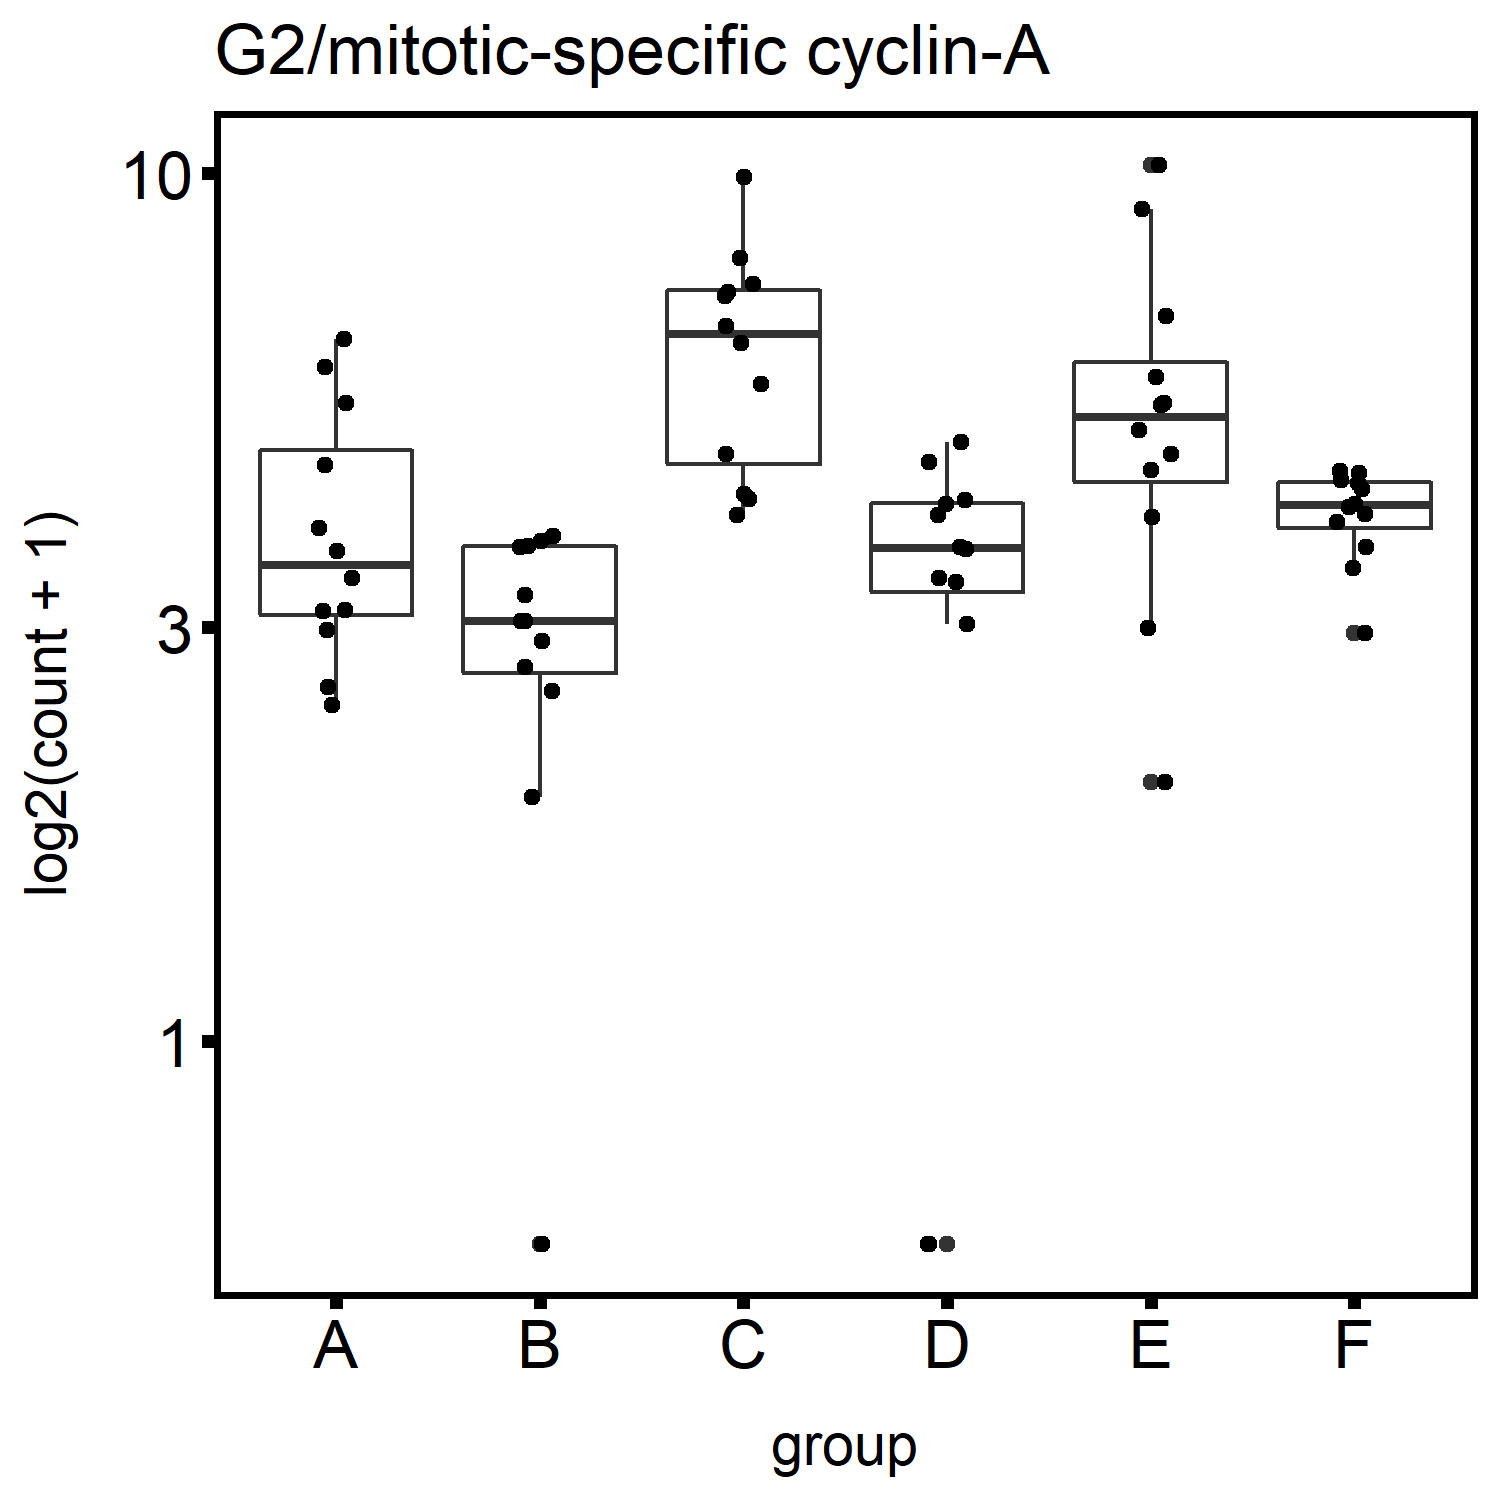 G2/mitotic-specific cyclin-A
log2(count + 1)
10
3
1
A B C D E F
group